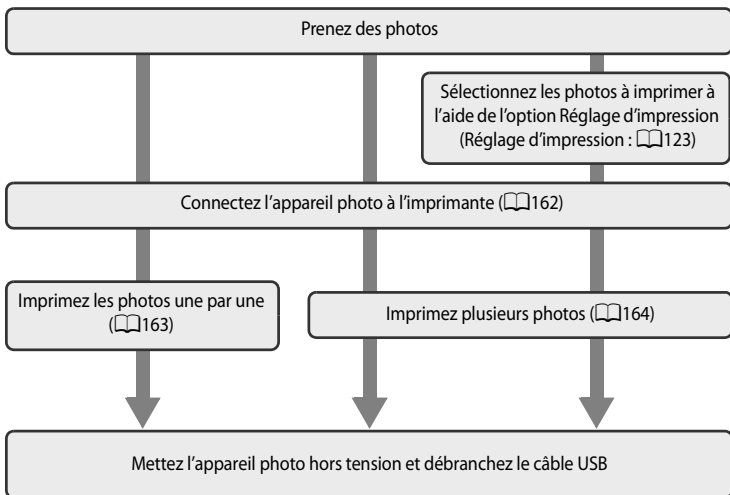 Prenez des photos
Sélectionnez les photos à imprimer à
l'aide de l'option Réglage d'impression
(Réglage d'impression : 📖123)
Connectez l'appareil photo à l'imprimante (📖162)
Imprimez les photos une par une
(📖163)
Imprimez plusieurs photos (📖164)
Mettez l'appareil photo hors tension et débranchez le câble USB